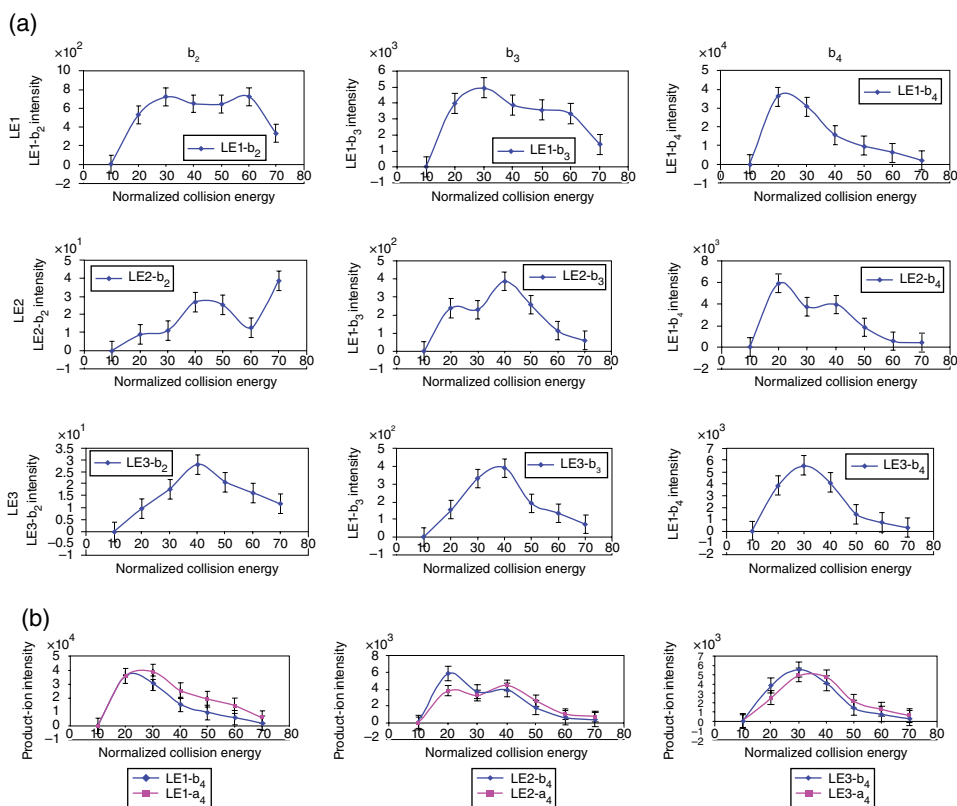 (a)
b₂
×10²
10
8
6
4
2
0
−2
LE1
LE1-b₂ intensity
LE1-b₂
10 20 30 40 50 60 70 80
Normalized collision energy
b₃
×10³
6
5
4
3
2
1
0
−1
LE1-b₃ intensity
LE1-b₃
10 20 30 40 50 60 70 80
Normalized collision energy
b₄
×10⁴
5
4
3
2
1
0
−1
LE1-b₄ intensity
LE1-b₄
10 20 30 40 50 60 70 80
Normalized collision energy
×10¹
5
4
3
2
1
0
−1
LE2
LE2-b₂ intensity
LE2-b₂
10 20 30 40 50 60 70 80
Normalized collision energy
×10²
5
4
3
2
1
0
−1
LE1-b₃ intensity
LE2-b₃
10 20 30 40 50 60 70 80
Normalized collision energy
×10³
8
6
4
2
0
−2
LE1-b₄ intensity
LE2-b₄
10 20 30 40 50 60 70 80
Normalized collision energy
×10¹
3.5
3
2.5
2
1.5
1
0.5
0
−0.5
−1
LE3
LE3-b₂ intensity
LE3-b₂
10 20 30 40 50 60 70 80
Normalized collision energy
×10²
5
4
3
2
1
0
−1
LE1-b₃ intensity
LE3-b₃
10 20 30 40 50 60 70 80
Normalized collision energy
×10³
7
6
5
4
3
2
1
0
−1
−2
LE1-b₄ intensity
LE3-b₄
10 20 30 40 50 60 70 80
Normalized collision energy
(b)
×10⁴
5
4
3
2
1
0
−1
Product-ion intensity
10 20 30 40 50 60 70 80
Normalized collision energy
LE1-b₄
LE1-a₄
×10³
8
6
4
2
0
−2
Product-ion intensity
10 20 30 40 50 60 70 80
Normalized collision energy
LE2-b₄
LE2-a₄
×10³
7
6
5
4
3
2
1
0
−1
−2
Product-ion intensity
10 20 30 40 50 60 70 80
Normalized collision energy
LE3-b₄
LE3-a₄